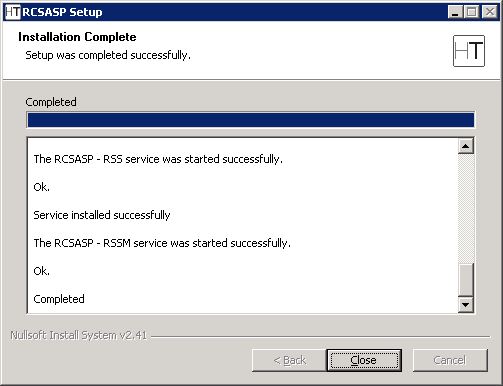 HT RCSASP Setup
Installation Complete
Setup was completed successfully.
HT
Completed
The RCSASP - RSS service was started successfully.
Ok.
Service installed successfully
The RCSASP - RSSM service was started successfully.
Ok.
Completed
Nullsoft Install System v2.41
< Back
Close
Cancel